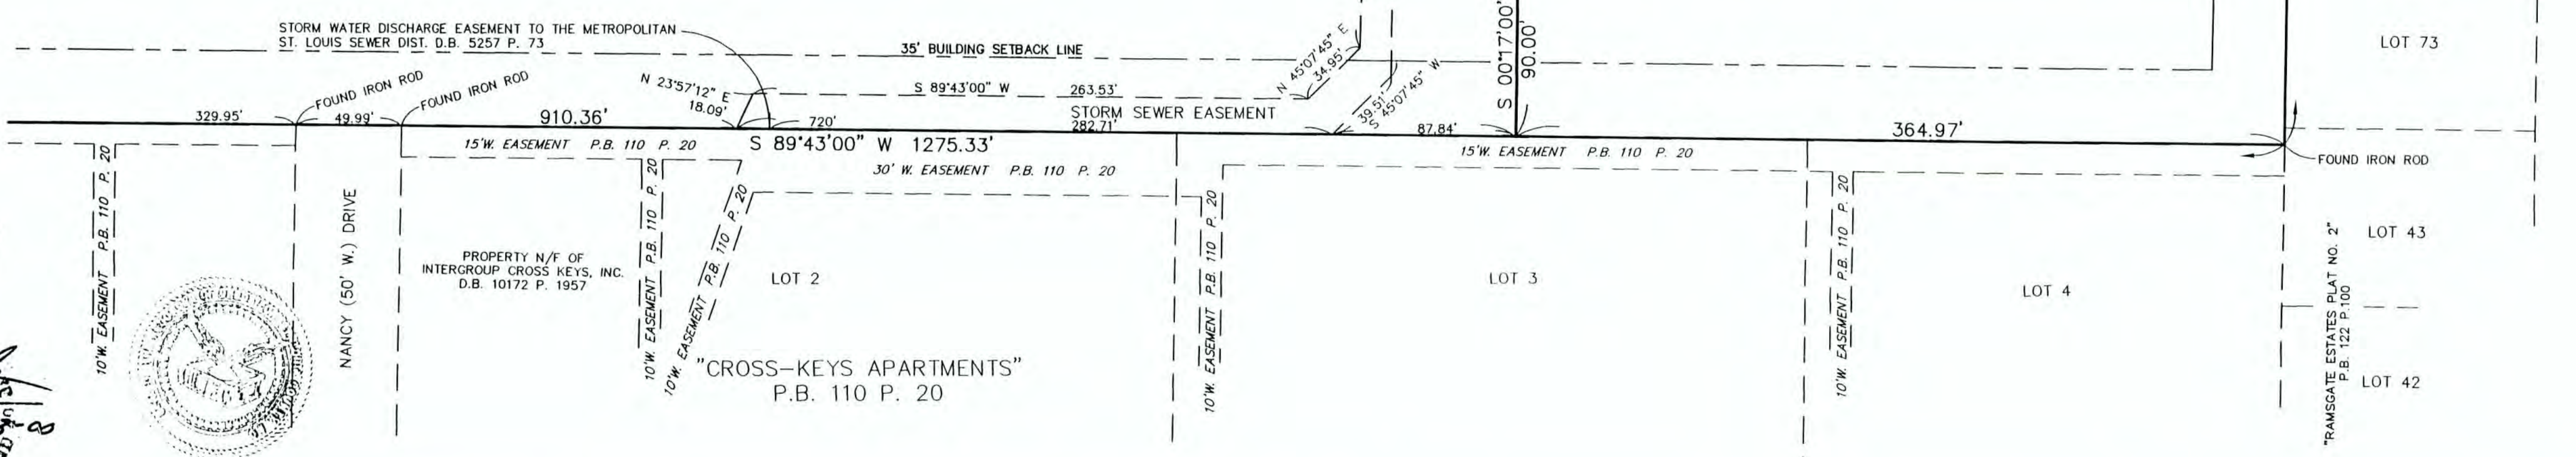 STORM WATER DISCHARGE EASEMENT TO THE METROPOLITAN
ST. LOUIS SEWER DIST. D.B. 5257 P. 73
35' BUILDING SETBACK LINE
N 45°07'45" E
34.95'
39.51'
S 45°07'45" W
S 00°17'00"
90.00'
LOT 73
FOUND IRON ROD
FOUND IRON ROD
N 23°57'12" E
18.09'
S 89°43'00" W
263.53'
STORM SEWER EASEMENT
329.95'
49.99'
910.36'
720'
282.71'
87.84'
364.97'
S 89°43'00" W 1275.33'
15'W. EASEMENT P.B. 110 P. 20
30' W. EASEMENT P.B. 110 P. 20
15'W. EASEMENT P.B. 110 P. 20
FOUND IRON ROD
10'W. EASEMENT P.B. 110 P. 20
NANCY (50' W.) DRIVE
PROPERTY N/F OF
INTERGROUP CROSS KEYS, INC.
D.B. 10172 P. 1957
10'W. EASEMENT P.B. 110 P. 20
10'W. EASEMENT P.B. 110 P. 20
LOT 2
10'W. EASEMENT P.B. 110 P. 20
LOT 3
10'W. EASEMENT P.B. 110 P. 20
LOT 4
"RAMSGATE ESTATES PLAT NO. 2"
P.B. 122 P.100
LOT 43
LOT 42
"CROSS-KEYS APARTMENTS"
P.B. 110 P. 20